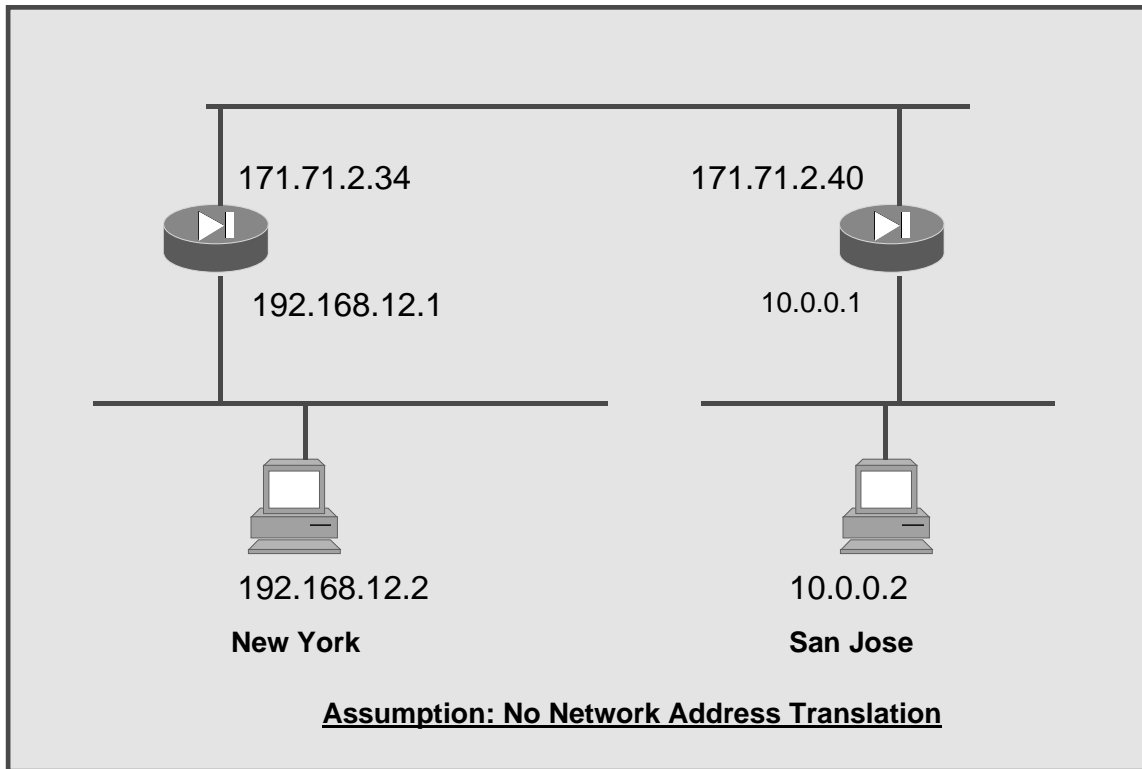 171.71.2.34
171.71.2.40
192.168.12.1
10.0.0.1
192.168.12.2
10.0.0.2
New York
San Jose
Assumption: No Network Address Translation